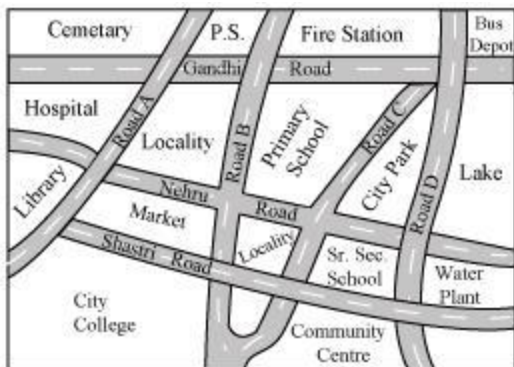 Cemetary
P.S.
Fire Station
Bus
Depot
Gandhi Road
Hospital
Road A
Locality
Road B
Primary
School
Road C
City Park
Road D
Lake
Library
Nehru Road
Market
Shastri Road
Locality
Sr. Sec.
School
Water
Plant
City
College
Community
Centre